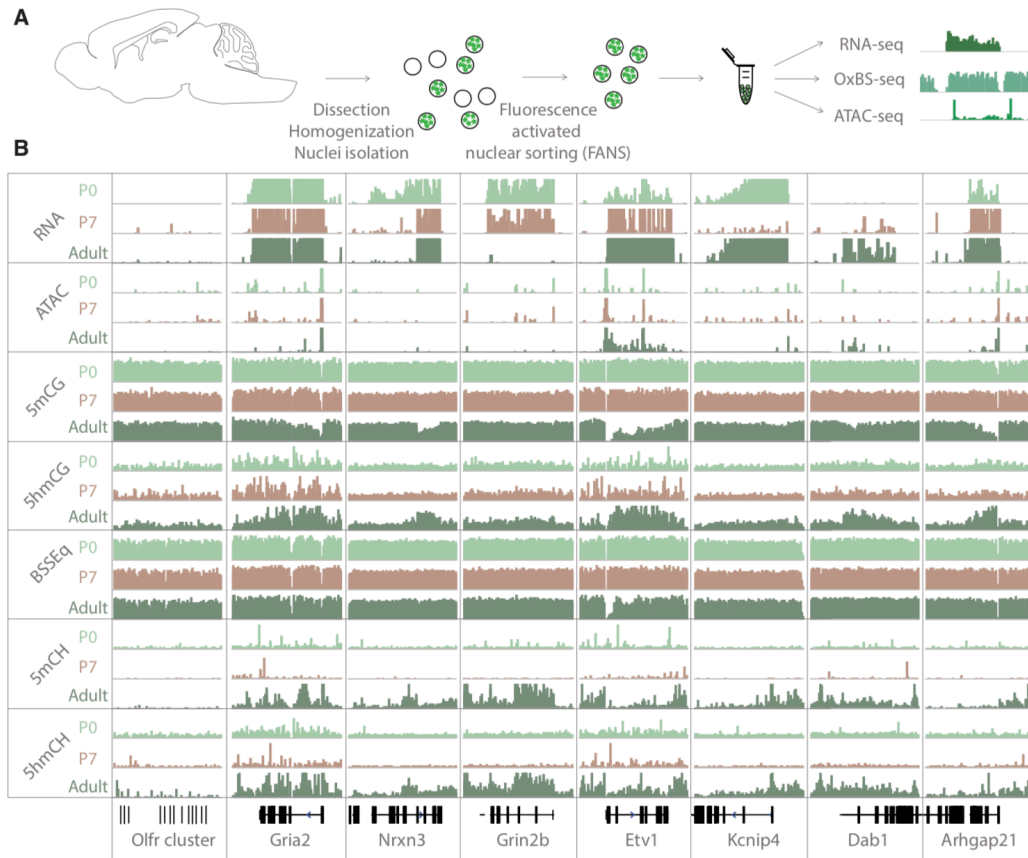 A
RNA-seq
OxBS-seq
ATAC-seq
Dissection
Homogenization
Nuclei isolation
Fluorescence
activated
nuclear sorting (FANS)
B
RNA
P0
P7
Adult
ATAC
P0
P7
Adult
5mCG
P0
P7
Adult
5hmCG
P0
P7
Adult
BSSEq
P0
P7
Adult
5mCH
P0
P7
Adult
5hmCH
P0
P7
Adult
Olfr cluster Gria2 Nrxn3 Grin2b Etv1 Kcnip4 Dab1 Arhgap21